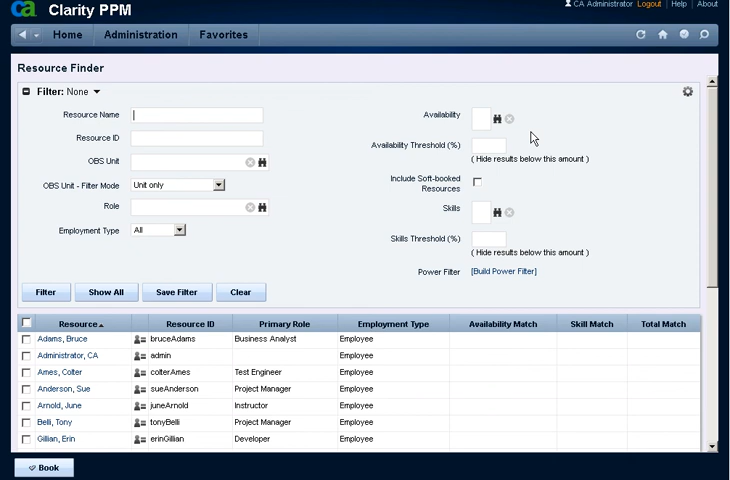 ca Clarity PPM
CA Administrator Logout | Help | About
Home Administration Favorites
Resource Finder
Filter: None
Resource Name
Resource ID
OBS Unit
OBS Unit - Filter Mode Unit only
Role
Employment Type All
Availability
Availability Threshold (%)
( Hide results below this amount )
Include Soft-booked
Resources
Skills
Skills Threshold (%)
( Hide results below this amount )
Power Filter [Build Power Filter]
Filter Show All Save Filter Clear
Resource Resource ID Primary Role Employment Type Availability Match Skill Match Total Match
Adams, Bruce bruceAdams Business Analyst Employee
Administrator, CA admin Employee
Ames, Colter colterAmes Test Engineer Employee
Anderson, Sue sueAnderson Project Manager Employee
Arnold, June juneArnold Instructor Employee
Belli, Tony tonyBelli Project Manager Employee
Gillian, Erin erinGillian Developer Employee
Book